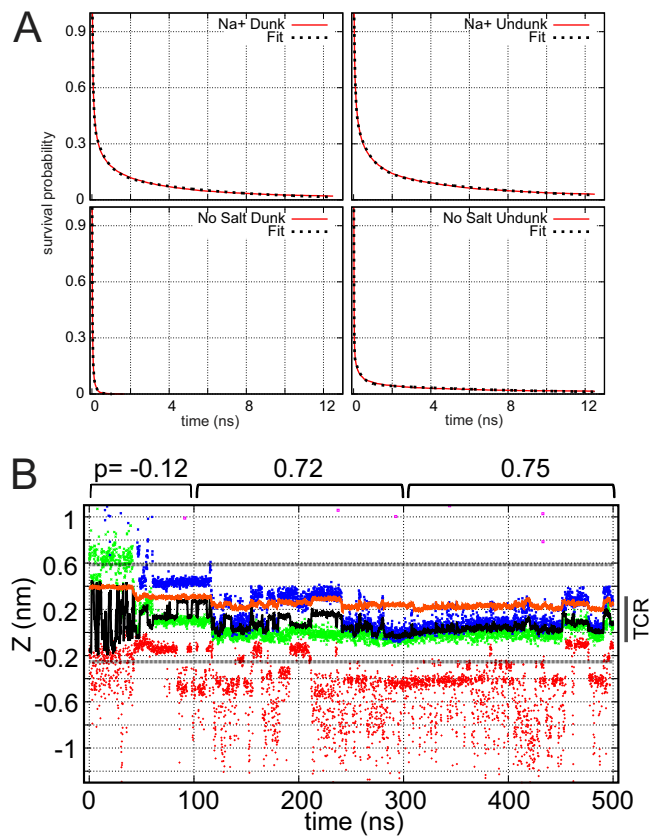 A
Na+ Dunk
Fit
Na+ Undunk
Fit
0.9
0.6
0.3
0
survival probability
No Salt Dunk
Fit
No Salt Undunk
Fit
0.9
0.6
0.3
0
0 4 8 12
0 4 8 12
time (ns)
time (ns)
B
p= -0.12 0.72 0.75
1
0.6
0.2
-0.2
-0.6
-1
Z (nm)
TCR
0 100 200 300 400 500
time (ns)